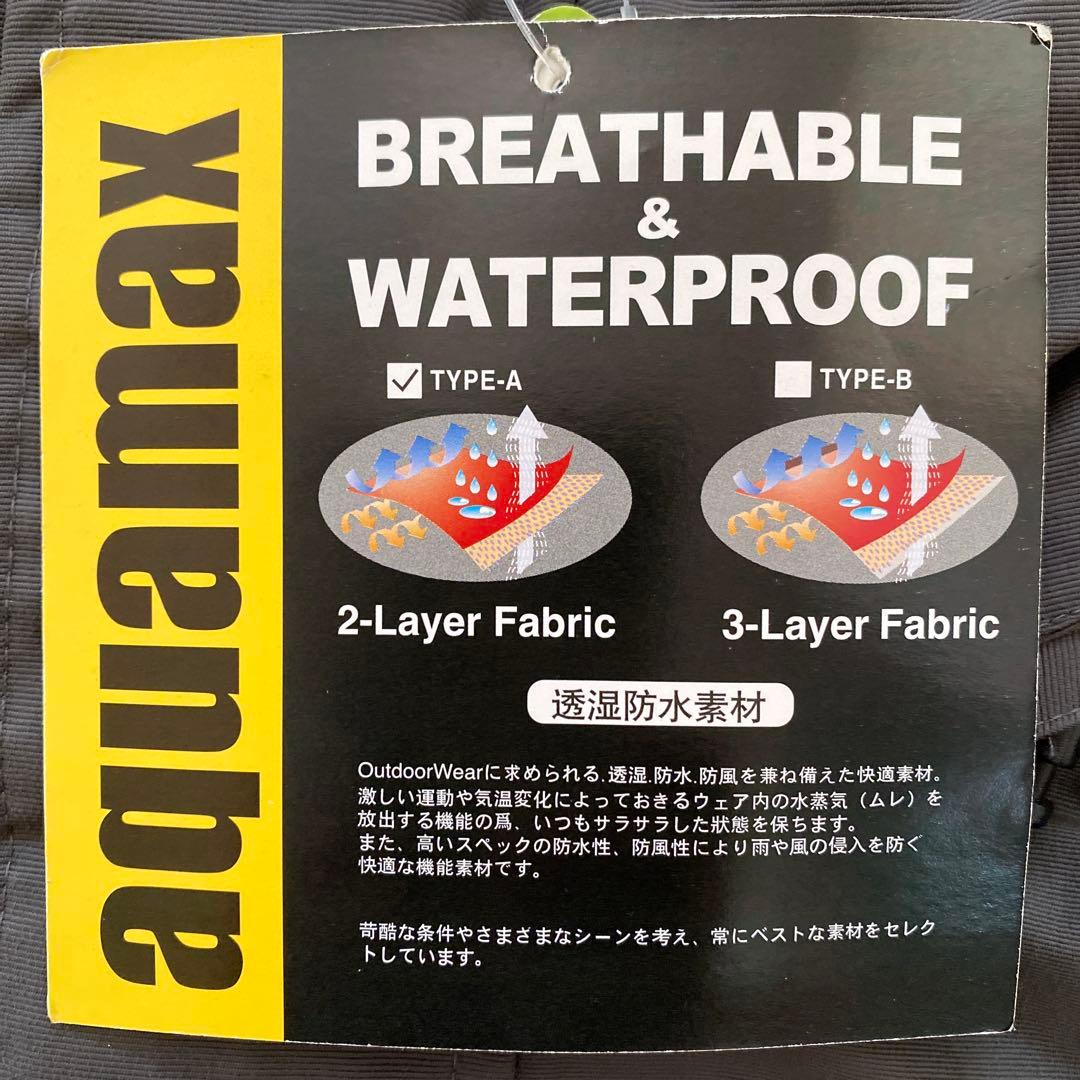 aquamax
BREATHABLE
&
WATERPROOF
TYPE-A
TYPE-B
2-Layer Fabric
3-Layer Fabric
透湿防水素材
OutdoorWearに求められる.透湿.防水.防風を兼ね備えた快適素材。
激しい運動や気温変化によっておきるウェア内の水蒸気（ムレ）を
放出する機能の爲、いつもサラサラした狀態を保ちます。
また、高いスペックの防水性、防風性により雨や風の侵入を防ぐ
快適な機能素材です。
苛酷な条件やさまざまなシーンを考え、常にベストな素材をセレク
トしています。